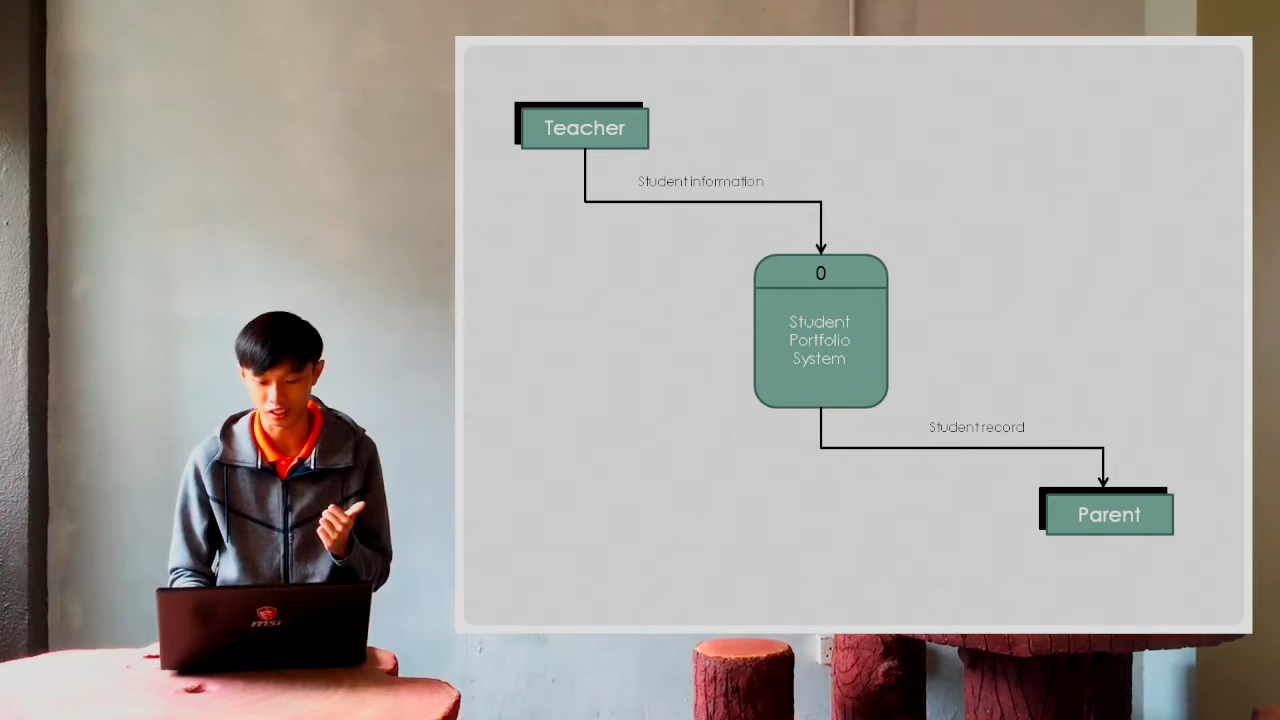 Teacher
Student information
0
Student
Portfolio
System
Student record
Parent
msi